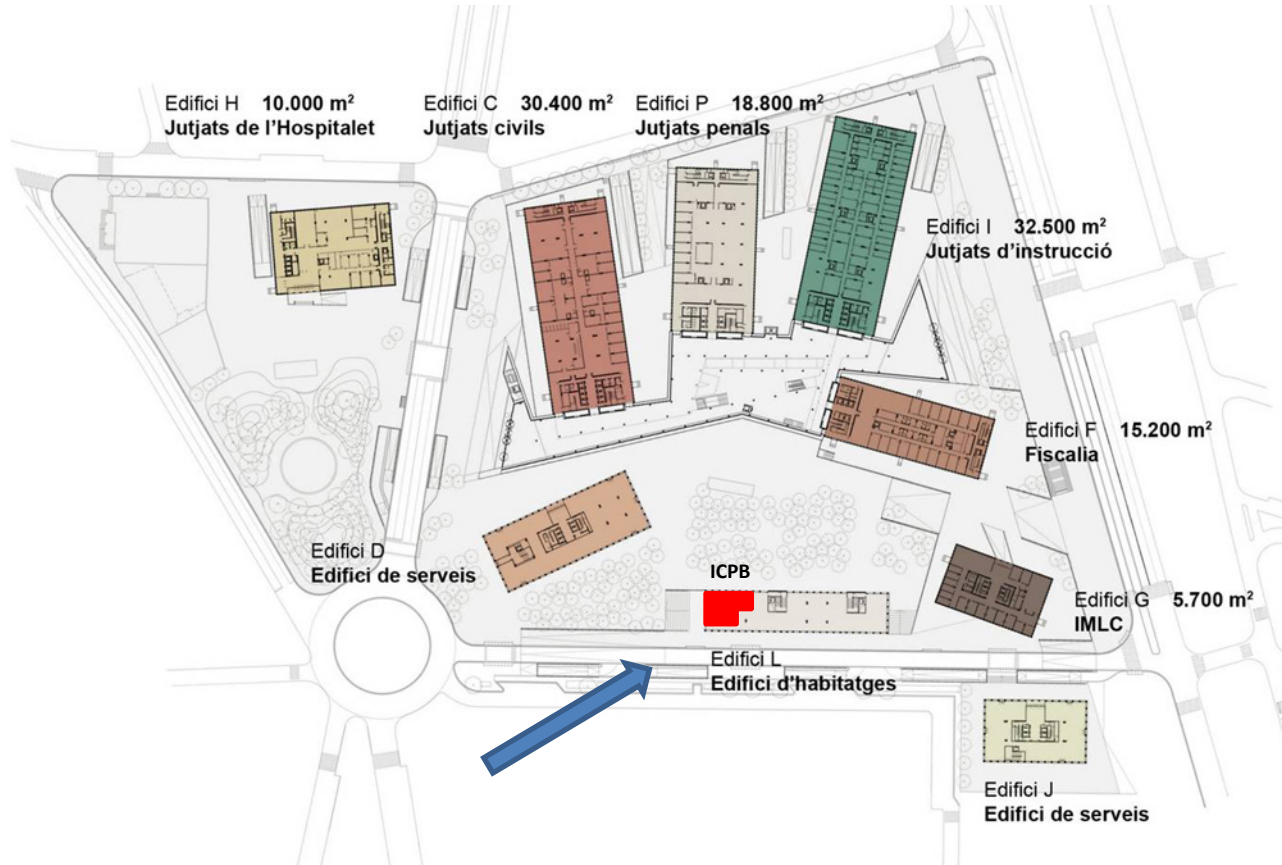 Edifici H 10.000 m²
Jutjats de l'Hospitalet
Edifici C 30.400 m²
Jutjats civils
Edifici P 18.800 m²
Jutjats penals
Edifici I 32.500 m²
Jutjats d'instrucció
Edifici F 15.200 m²
Fiscalia
Edifici D
Edifici de serveis
ICPB
Edifici G 5.700 m²
IMLC
Edifici L
Edifici d'habitatges
Edifici J
Edifici de serveis